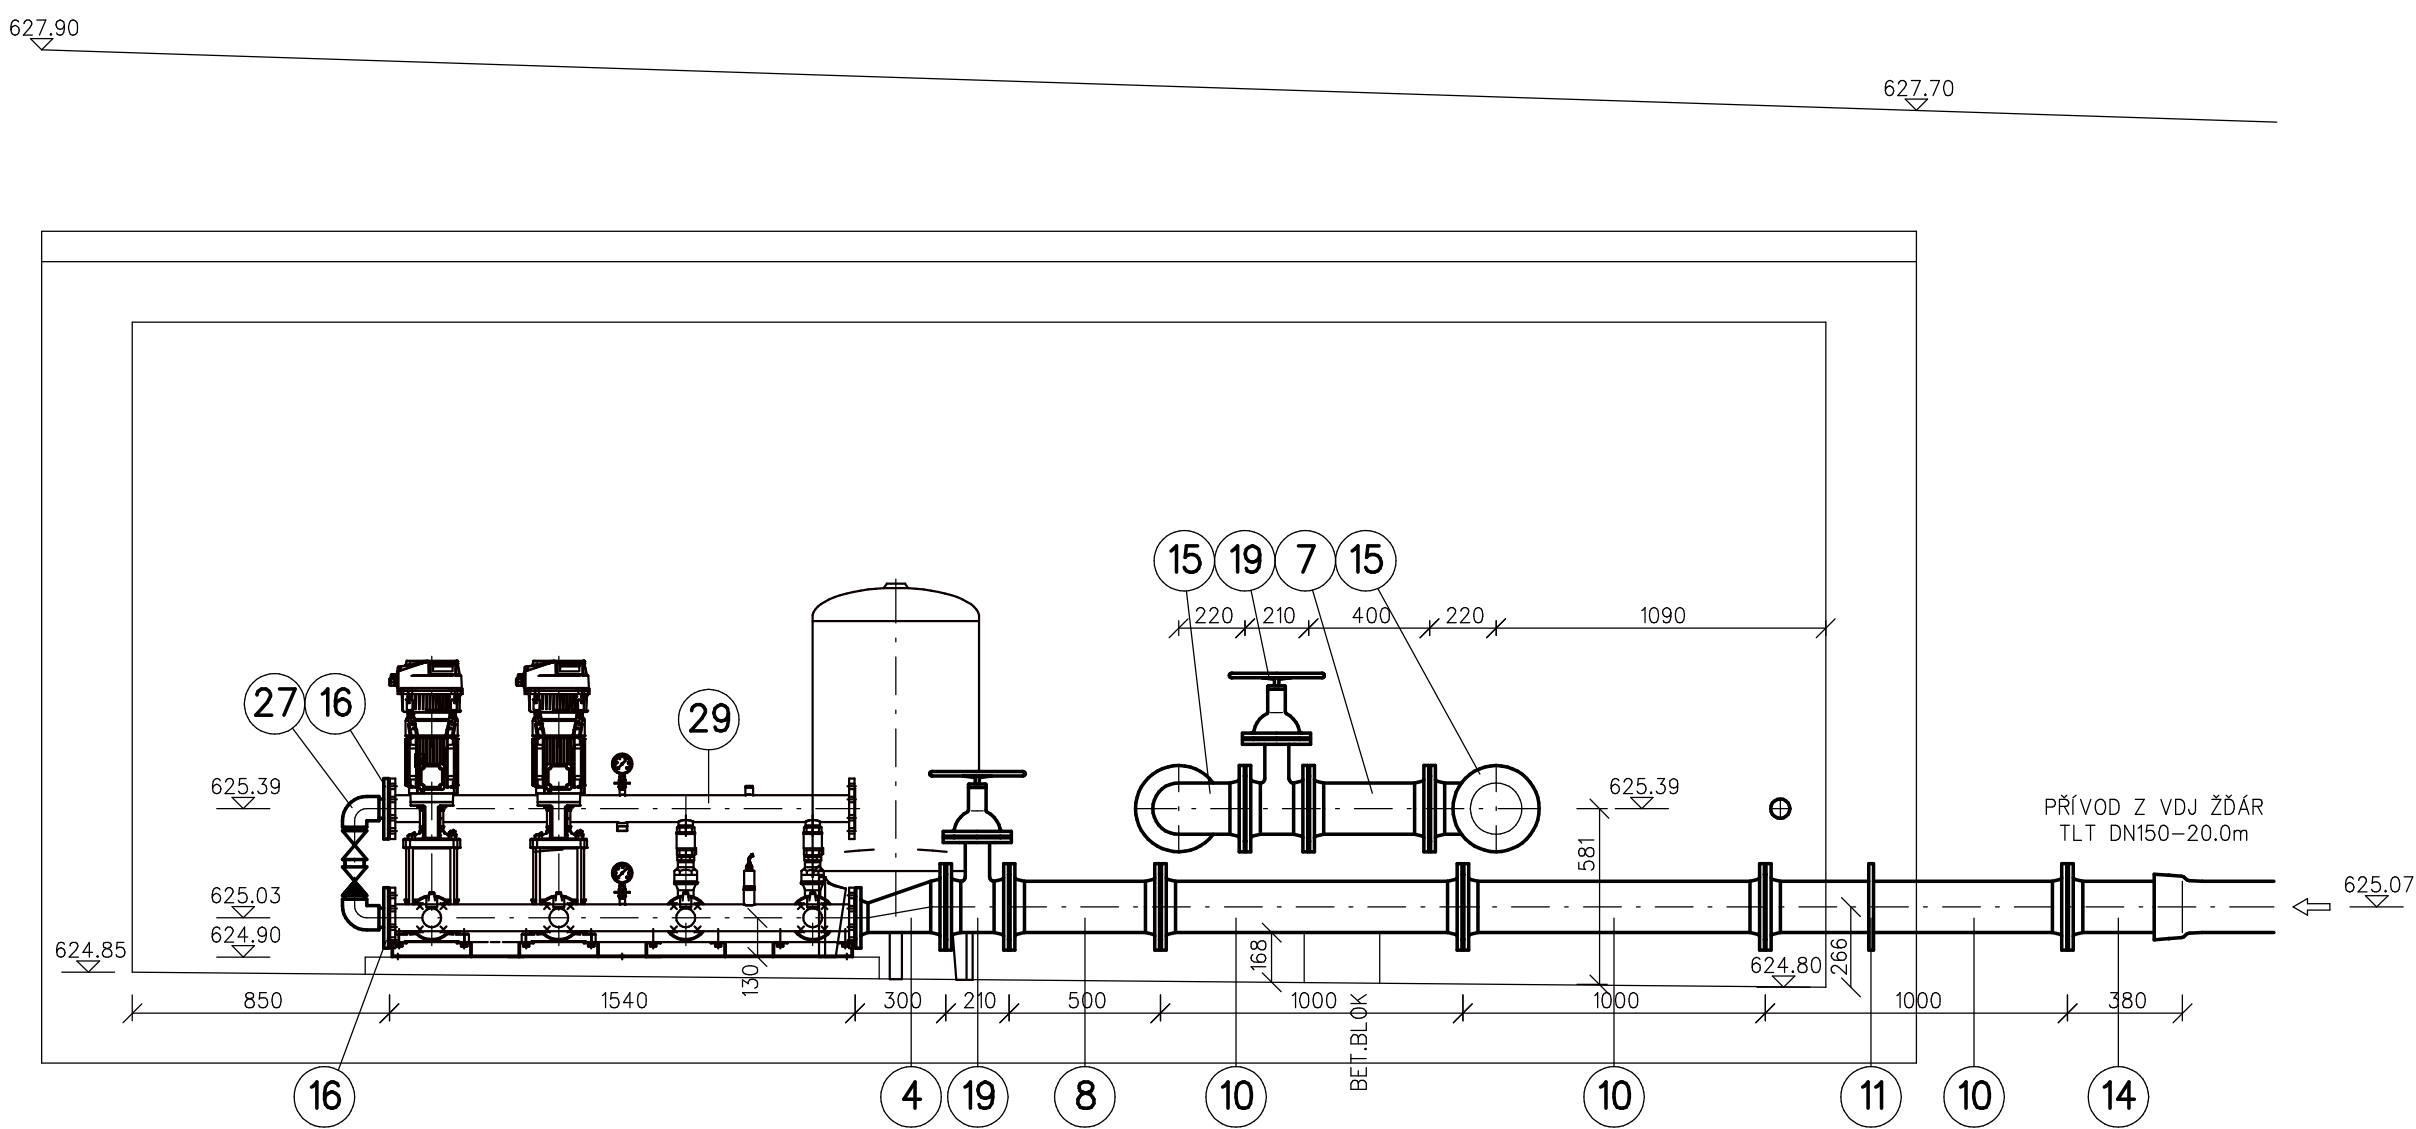 627.90
627.70
15 19 7 15
220 210 400 220 1090
27 16
29
625.39
625.39
581
PŘÍVOD Z VDJ ŽĎÁR
TLT DN150-20.0m
625.03
625.07
624.90
624.85
130
168
624.80
266
850 1540 300 210 500 1000 1000 1000 380
BET.BLOK
16 4 19 8 10 10 11 10 14